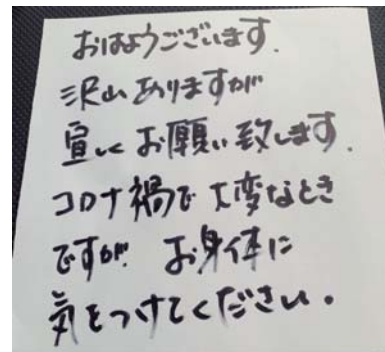 おはようございます.
沢山ありますが
宜しくお願い致します.
コロナ禍で大変なとき
ですが お身体に
気をつけてください。